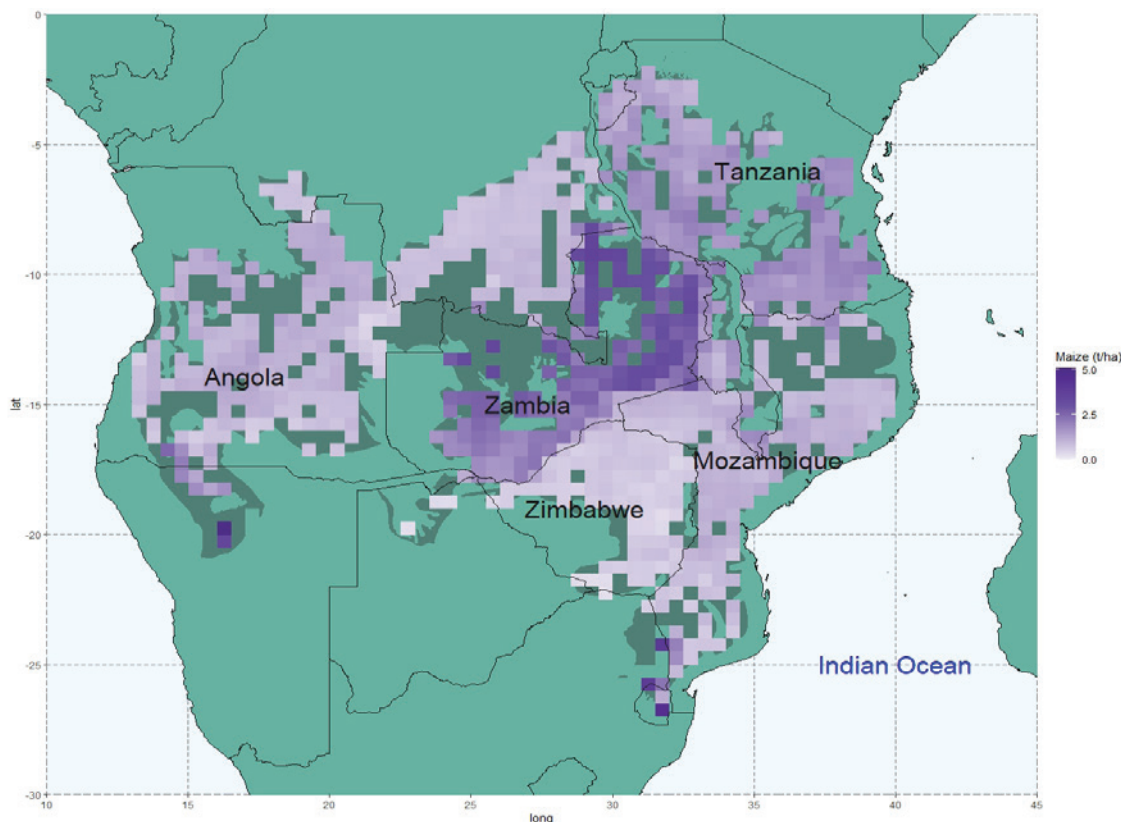 0
-5
-10
-15
-20
-25
-30
lat
10
15
20
25
30
35
40
45
long
Tanzania
Angola
Zambia
Mozambique
Zimbabwe
Indian Ocean
Maize (t/ha)
5.0
2.5
0.0